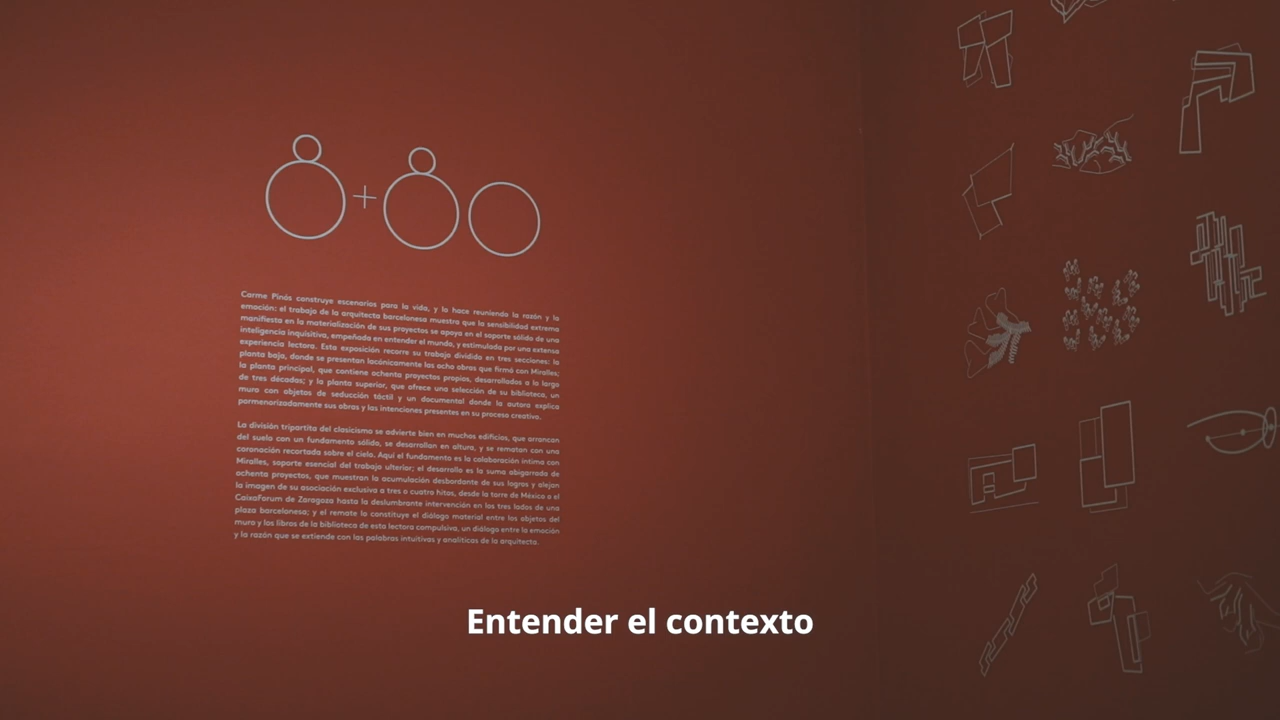 8+80
Carme Pinós construye escenarios para la vida, y lo hace reuniendo la razón y la
emoción: el trabajo de la arquitecta barcelonesa muestra que la sensibilidad extrema
manifiesta en la materialización de sus proyectos se apoya en el soporte sólido de una
inteligencia inquisitiva, empeñada en entender el mundo, y estimulada por una extensa
experiencia lectora. Esta exposición recorre su trabajo dividido en tres secciones: la
planta baja, donde se presentan lacónicamente las ocho obras que firmó con Miralles;
la planta principal, que contiene ochenta proyectos propios, desarrollados a lo largo
de tres décadas; y la planta superior, que ofrece una selección de su biblioteca, un
muro con objetos de seducción táctil y un documental donde la autora explica
pormenorizadamente sus obras y las intenciones presentes en su proceso creativo.
La división tripartita del clasicismo se advierte bien en muchos edificios, que arrancan
del suelo con un fundamento sólido, se desarrollan en altura, y se rematan con una
coronación recortada sobre el cielo. Aquí el fundamento es la colaboración íntima con
Miralles, soporte esencial del trabajo ulterior; el desarrollo es la suma abigarrada de
ochenta proyectos, que muestran la acumulación desbordante de sus logros y alejan
la imagen de su asociación exclusiva a tres o cuatro hitos, desde la torre de México o el
CaixaForum de Zaragoza hasta la deslumbrante intervención en los tres lados de una
plaza barcelonesa; y el remate lo constituye el diálogo material entre los objetos del
muro y los libros de la biblioteca de esta lectora compulsiva, un diálogo entre la emoción
y la razón que se extiende con las palabras intuitivas y analíticas de la arquitecta.
Entender el contexto